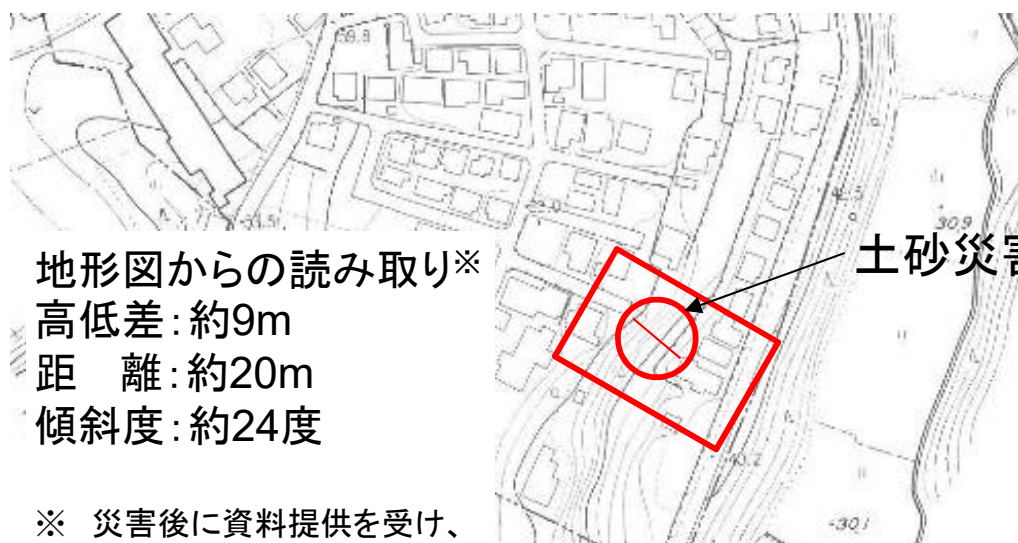 土砂災害
地形図からの読み取り※
高低差：約9m
距　離：約20m
傾斜度：約24度
※　災害後に資料提供を受け、
309
-301